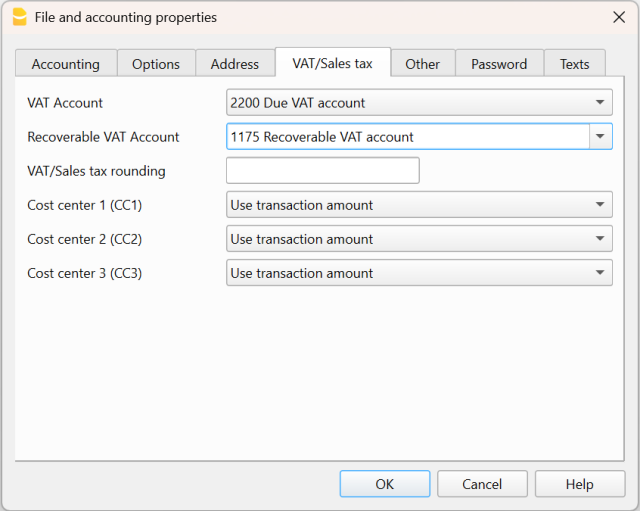 File and accounting properties
Accounting Options Address VAT/Sales tax Other Password Texts
VAT Account 2200 Due VAT account
Recoverable VAT Account 1175 Recoverable VAT account
VAT/Sales tax rounding
Cost center 1 (CC1) Use transaction amount
Cost center 2 (CC2) Use transaction amount
Cost center 3 (CC3) Use transaction amount
OK Cancel Help